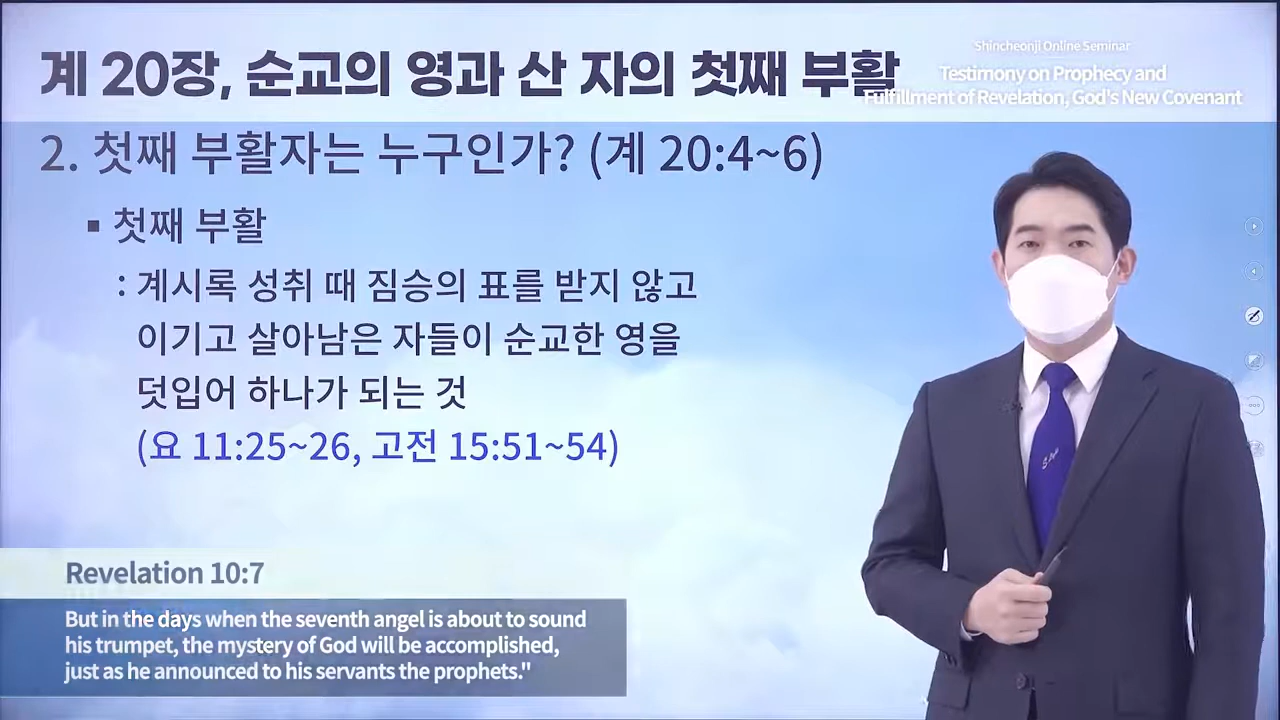 계 20장, 순교의 영과 산 자의 첫째 부활
Shincheonji Online Seminar
Testimony on Prophecy and
Fulfillment of Revelation, God's New Covenant
2. 첫째 부활자는 누구인가? (계 20:4~6)
▪ 첫째 부활
: 계시록 성취 때 짐승의 표를 받지 않고
이기고 살아남은 자들이 순교한 영을
덧입어 하나가 되는 것
(요 11:25~26, 고전 15:51~54)
Revelation 10:7
But in the days when the seventh angel is about to sound
his trumpet, the mystery of God will be accomplished,
just as he announced to his servants the prophets."